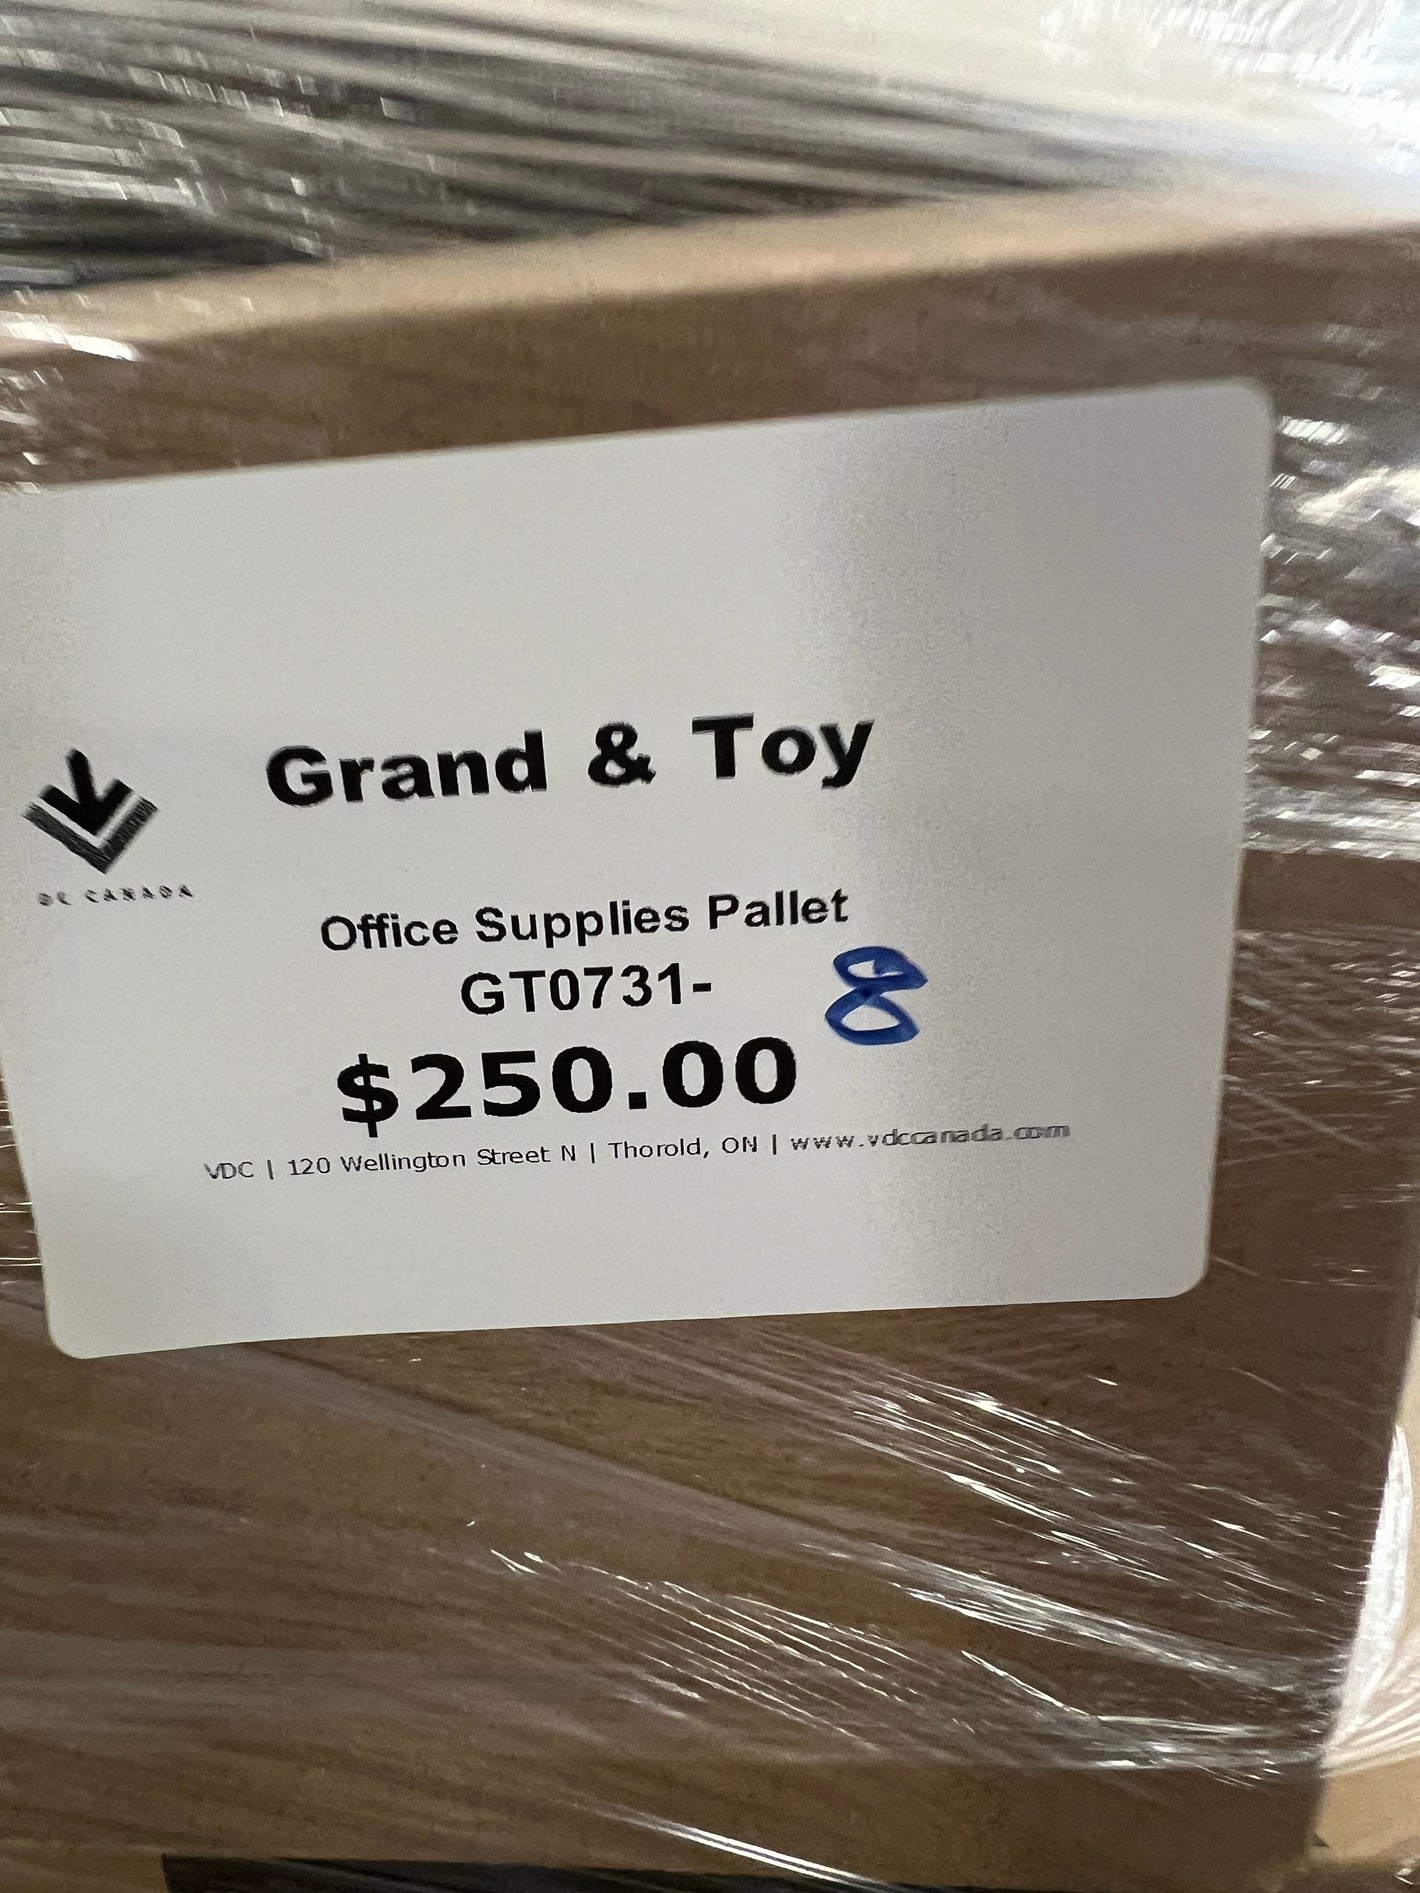 Grand & Toy
DC CANADA
Office Supplies Pallet
GT0731- 8
$250.00
VDC | 120 Wellington Street N | Thorold, ON | www.vdccanada.com